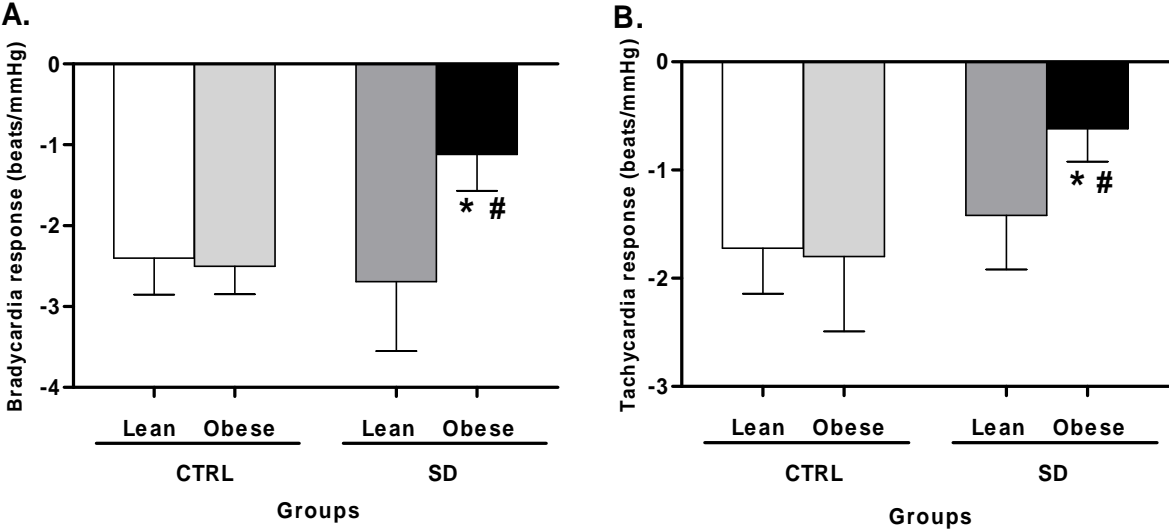 A.
Bradycardia response (beats/mmHg)
0
-1
-2
-3
-4
* #
Lean Obese Lean Obese
CTRL SD
Groups
B.
Tachycardia response (beats/mmHg)
0
-1
-2
-3
* #
Lean Obese Lean Obese
CTRL SD
Groups